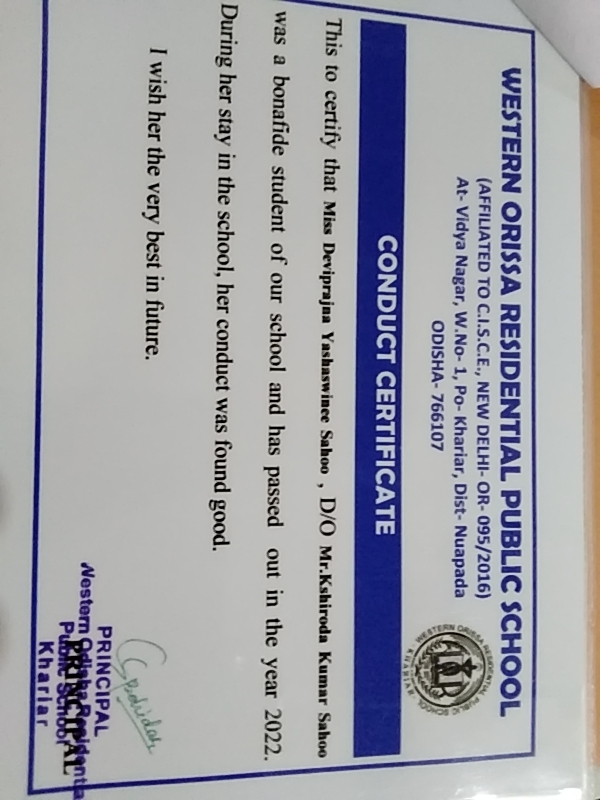 WESTERN ORISSA RESIDENTIAL PUBLIC SCHOOL
(AFFILIATED TO C.I.S.C.E., NEW DELHI- OR- 095/2016)
At- Vidya Nagar, W.No- 1, Po- Khariar, Dist- Nuapada
ODISHA- 766107
CONDUCT CERTIFICATE
This to certify that Miss Deviprajna Yashaswinee Sahoo , D/O Mr.Kshiroda Kumar Sahoo
was a bonafide student of our school and has passed out in the year 2022.
During her stay in the school, her conduct was found good.
I wish her the very best in future.
PRINCIPAL
Western Odisha Residential
Public School
Khariar
PRINCIPAL